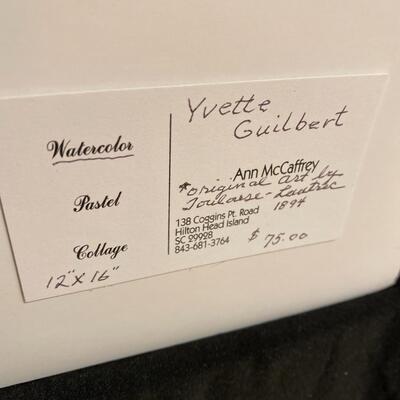 Watercolor
Pastel
Collage
12" x 16"
Yvette
Guilbert
Ann McCaffrey
*original art by
Toulouse-Lautrec
1894
138 Coggins Pt. Road
Hilton Head Island
SC 29928
843-681-3764
$75.00